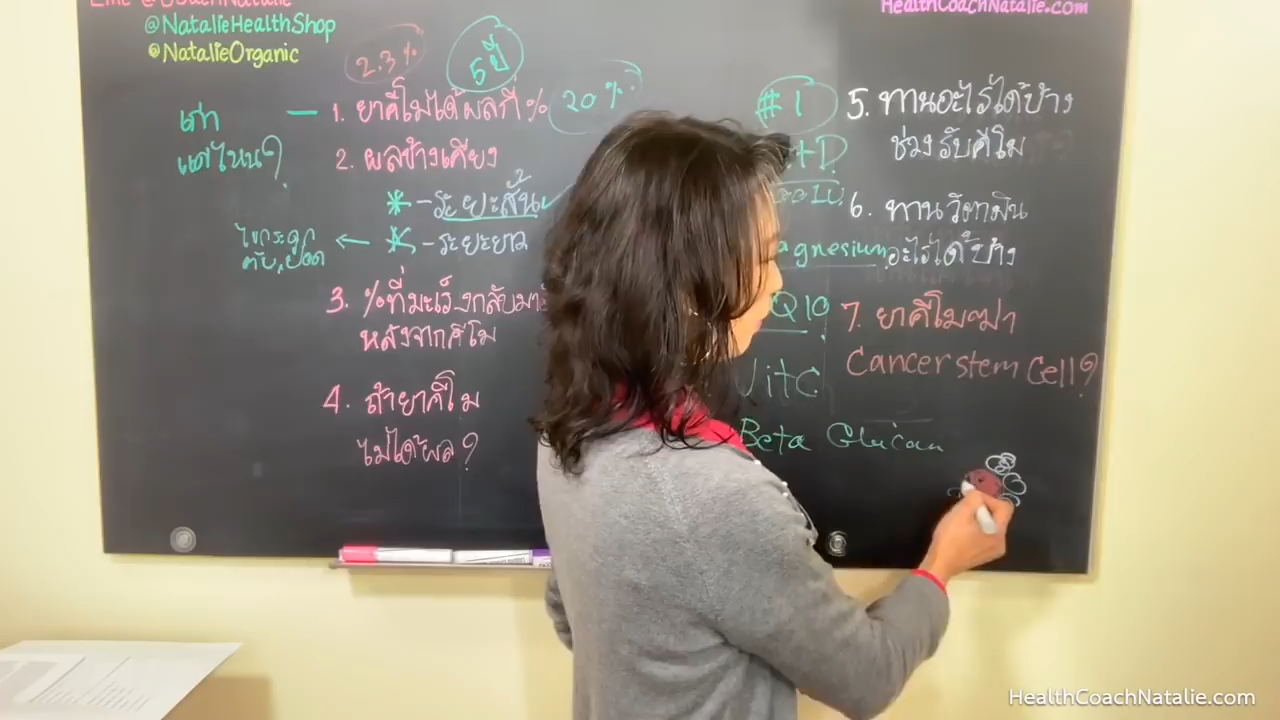 Line @CoachNatalie
@NatalieHealthShop
@NatalieOrganic
HealthCoachNatalie.com
2.3%
5 ปี
20%
เก่า
แค่ไหน?
1. ยาคีโมได้ผลกี่%
2. ผลข้างเคียง
* - ระยะสั้น
* - ระยะยาว
ไขกระดูก
ตับ, ปอด
3. % ที่มะเร็งกลับมา
หลังจากคีโม
4. ถ้ายาคีโม
ไม่ได้ผล?
#1
Q10
Vit C
Beta Glucan
5. ทานอะไรได้บ้าง
ช่วงรับคีโม
6. ทานวิตามิน
อะไรได้บ้าง
7. ยาคีโมฆ่า
Cancer stem Cell?
HealthCoachNatalie.com